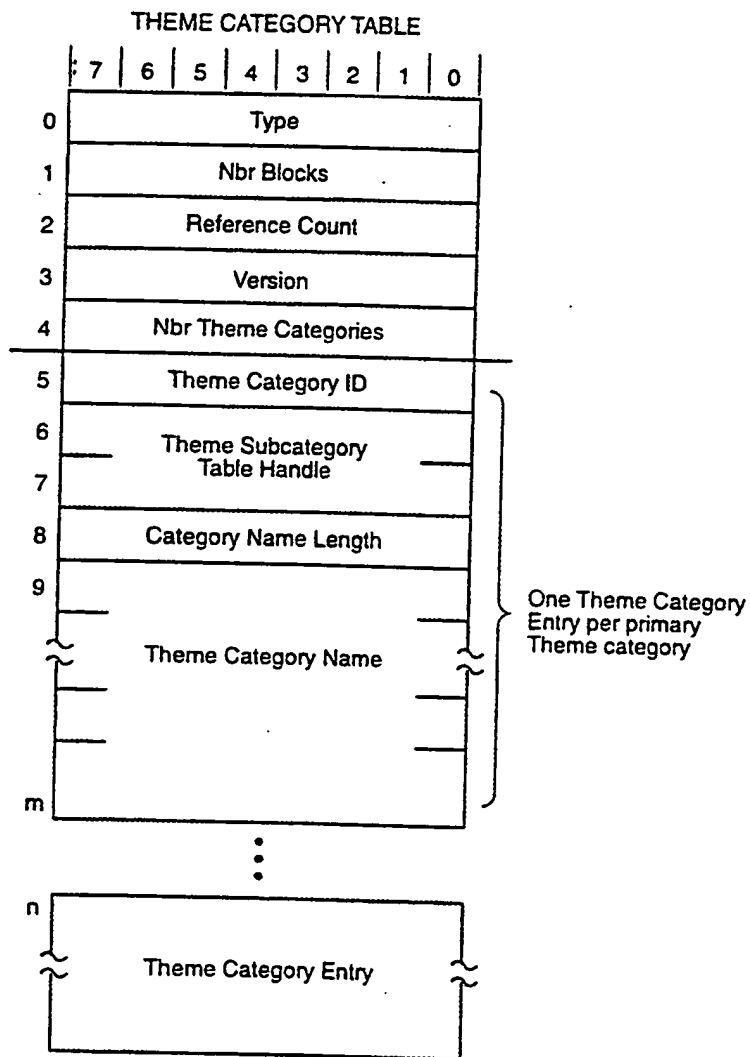 THEME CATEGORY TABLE
7 6 5 4 3 2 1 0
0 Type
1 Nbr Blocks
2 Reference Count
3 Version
4 Nbr Theme Categories
5 Theme Category ID
6
Theme Subcategory
Table Handle
7
8 Category Name Length
9
One Theme Category
Entry per primary
Theme category
Theme Category Name
m
n
Theme Category Entry